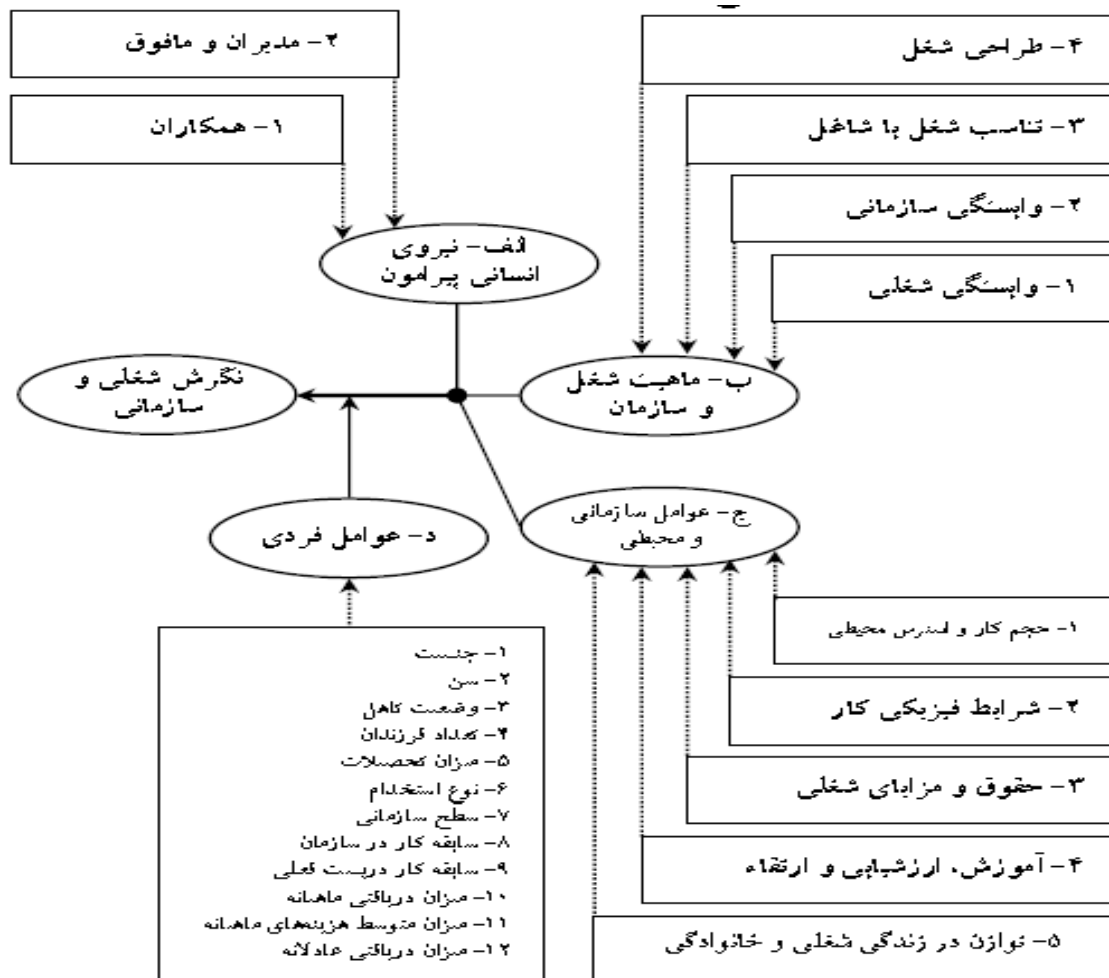 ۲- مدیران و مافوق
۱- همکاران
۴- طراحی شغل
۳- تناسب شغل با شاغل
۲- وابستگی سازمانی
۱- وابستگی شغلی
الف- نیروی
انسانی پیرامون
ب- ماهیت شغل
و سازمان
نگرش شغلی و
سازمانی
ج- عوامل سازمانی
و محیطی
د- عوامل فردی
۱- حجم کار و استرس محیطی
۲- شرایط فیزیکی کار
۳- حقوق و مزایای شغلی
۴- آموزش، ارزشیابی و ارتقاء
۵- توازن در زندگی شغلی و خانوادگی
۱- جنست
۲- سن
۳- وضعیت تاهل
۴- تعداد فرزندان
۵- میزان تحصیلات
۶- نوع استخدام
۷- سطح سازمانی
۸- سابقه کار در سازمان
۹- سابقه کار درپست فعلی
۱۰- میزان دریافتی ماهیانه
۱۱- میزان متوسط هزینه‌های ماهیانه
۱۲- میزان دریافتی عادلانه